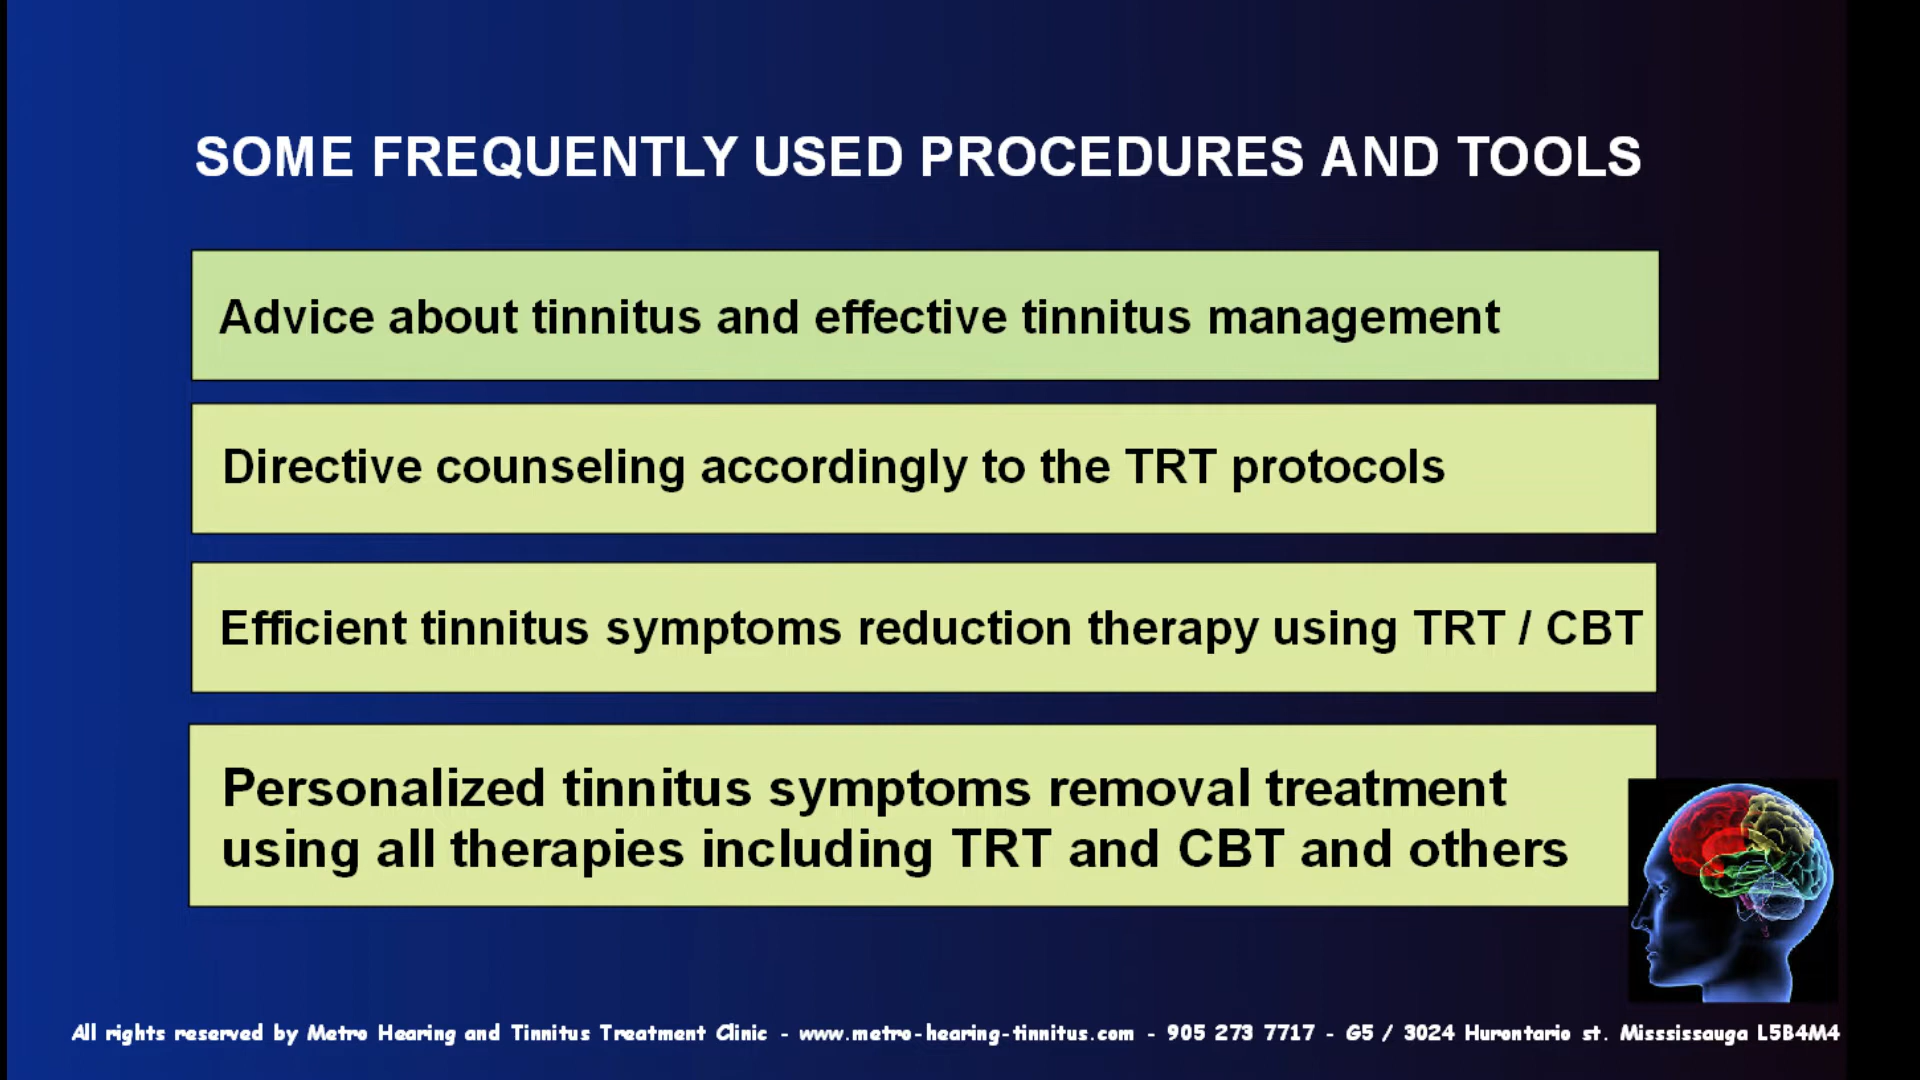 SOME FREQUENTLY USED PROCEDURES AND TOOLS
Advice about tinnitus and effective tinnitus management
Directive counseling accordingly to the TRT protocols
Efficient tinnitus symptoms reduction therapy using TRT / CBT
Personalized tinnitus symptoms removal treatment
using all therapies including TRT and CBT and others
All rights reserved by Metro Hearing and Tinnitus Treatment Clinic - www.metro-hearing-tinnitus.com - 905 273 7717 - G5 / 3024 Hurontario st. Misssissauga L5B4M4